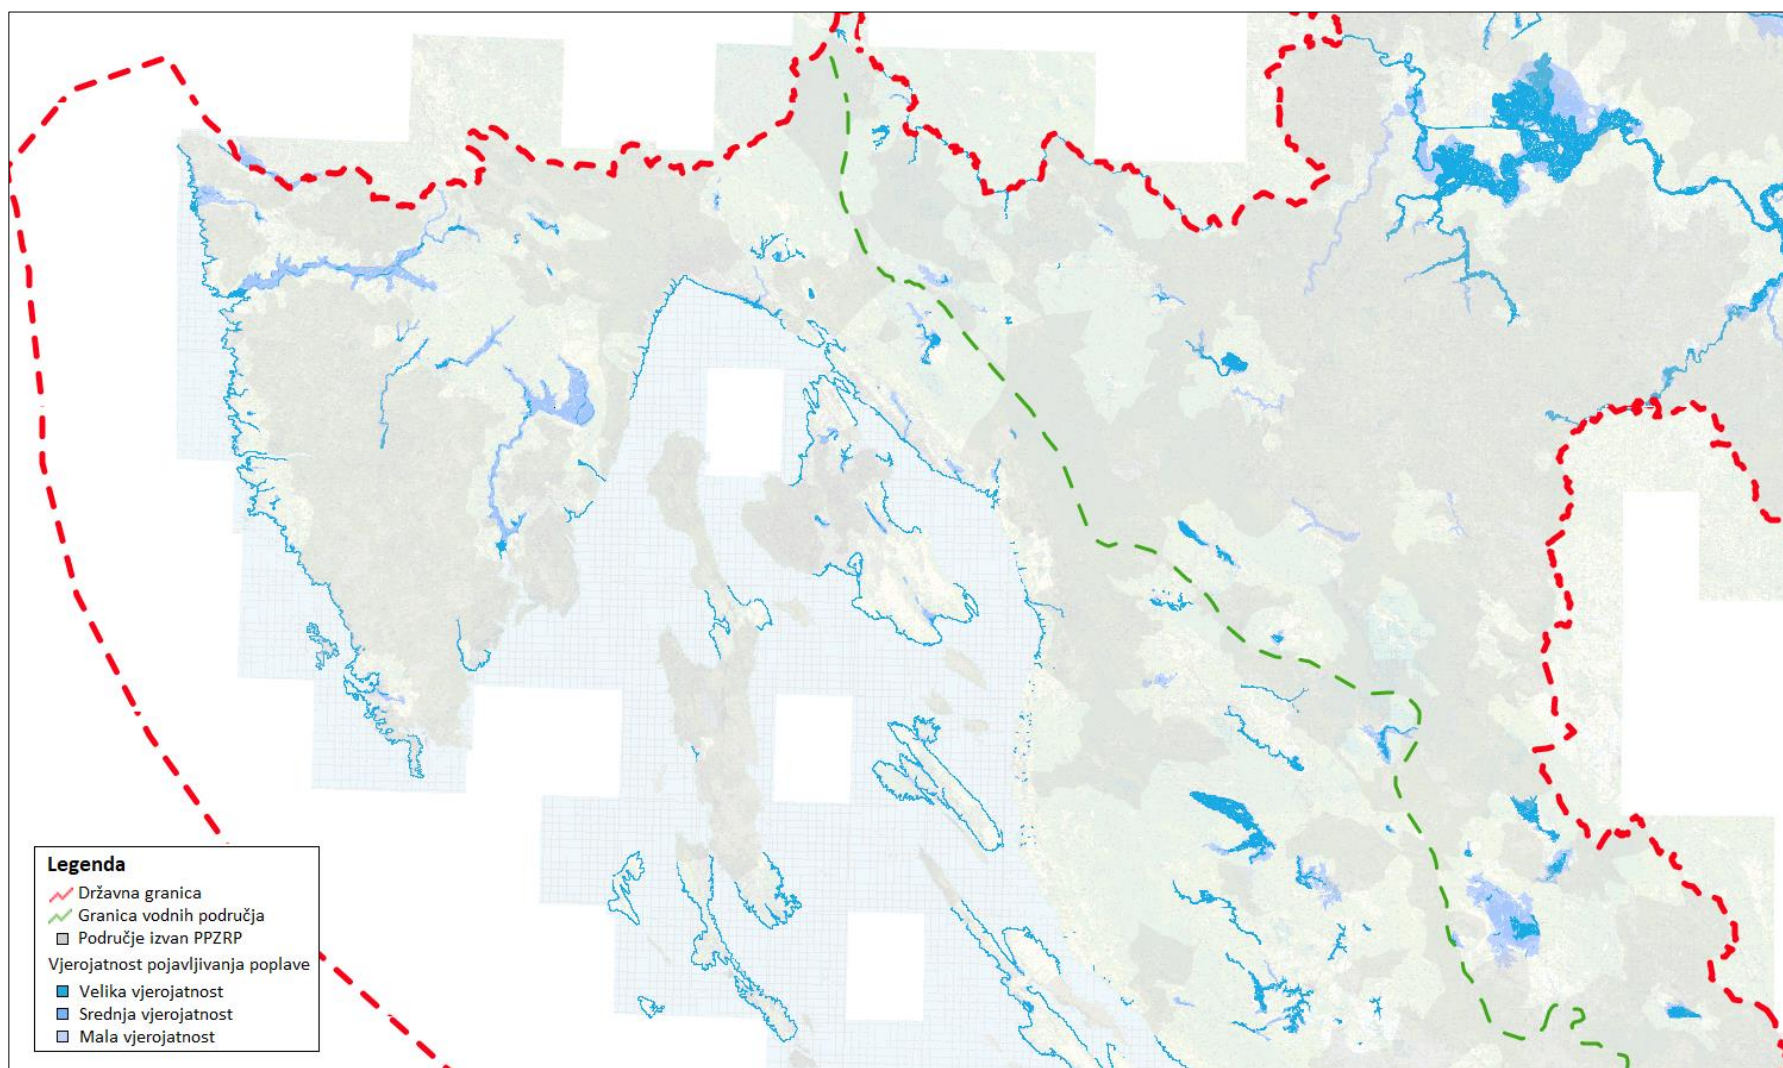 Legenda
Državna granica
Granica vodnih područja
Područje izvan PPZRP
Vjerojatnost pojavljivanja poplave
Velika vjerojatnost
Srednja vjerojatnost
Mala vjerojatnost